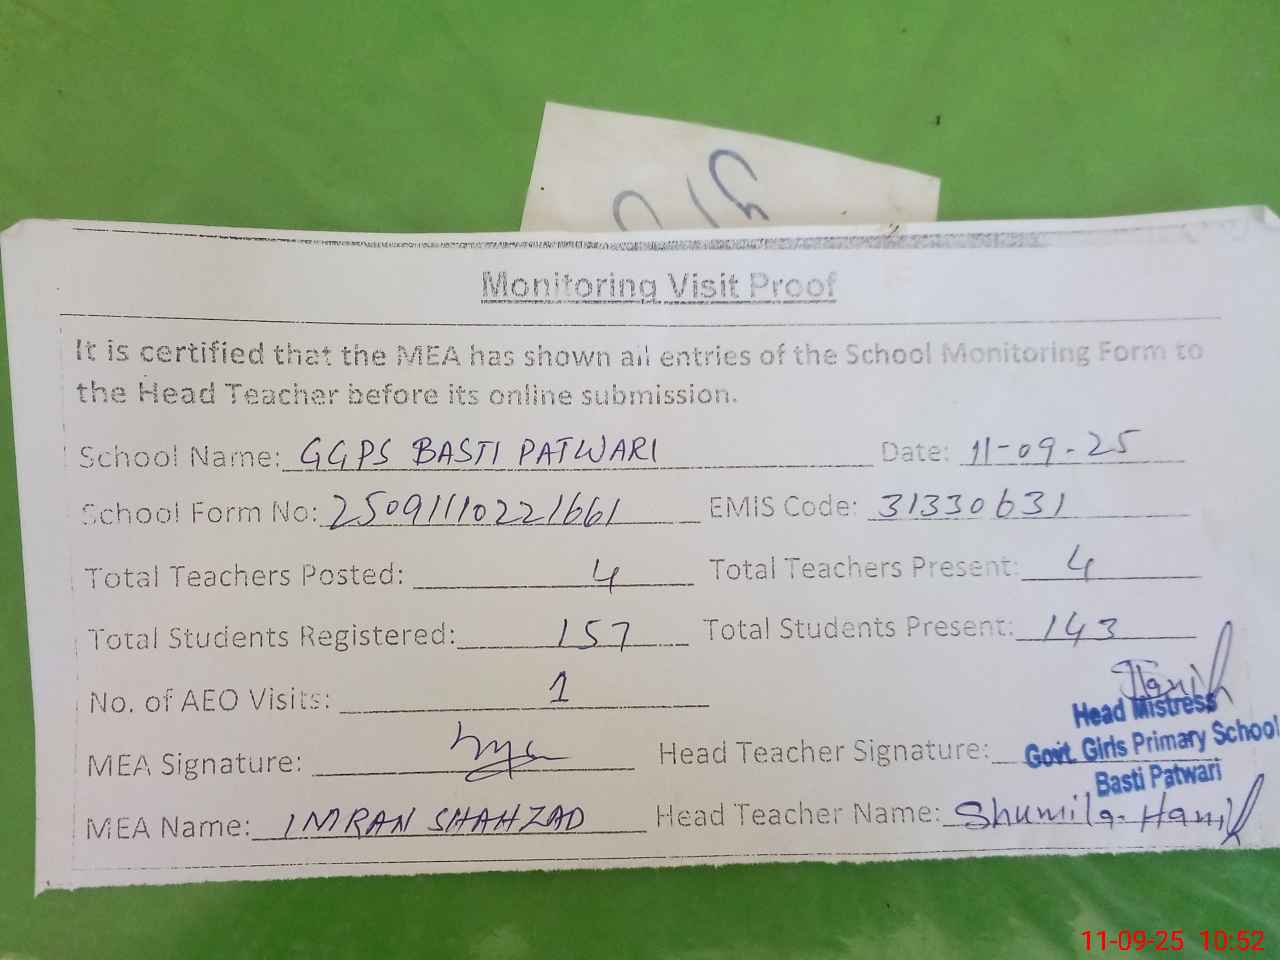 Monitoring Visit Proof
It is certified that the MEA has shown all entries of the School Monitoring Form to
the Head Teacher before its online submission.
School Name: GGPS BASTI PATWARI Date: 11-09-25
School Form No: 25091110221661 EMIS Code: 31330631
Total Teachers Posted: 4 Total Teachers Present: 4
Total Students Registered: 157 Total Students Present: 143
No. of AEO Visits: 1
MEA Signature: Head Teacher Signature:
Hanif
Head Mistress
Govt. Girls Primary School
Basti Patwari
MEA Name: IMRAN SHAHZAD Head Teacher Name: Shumila Hanif
11-09-25 10:52